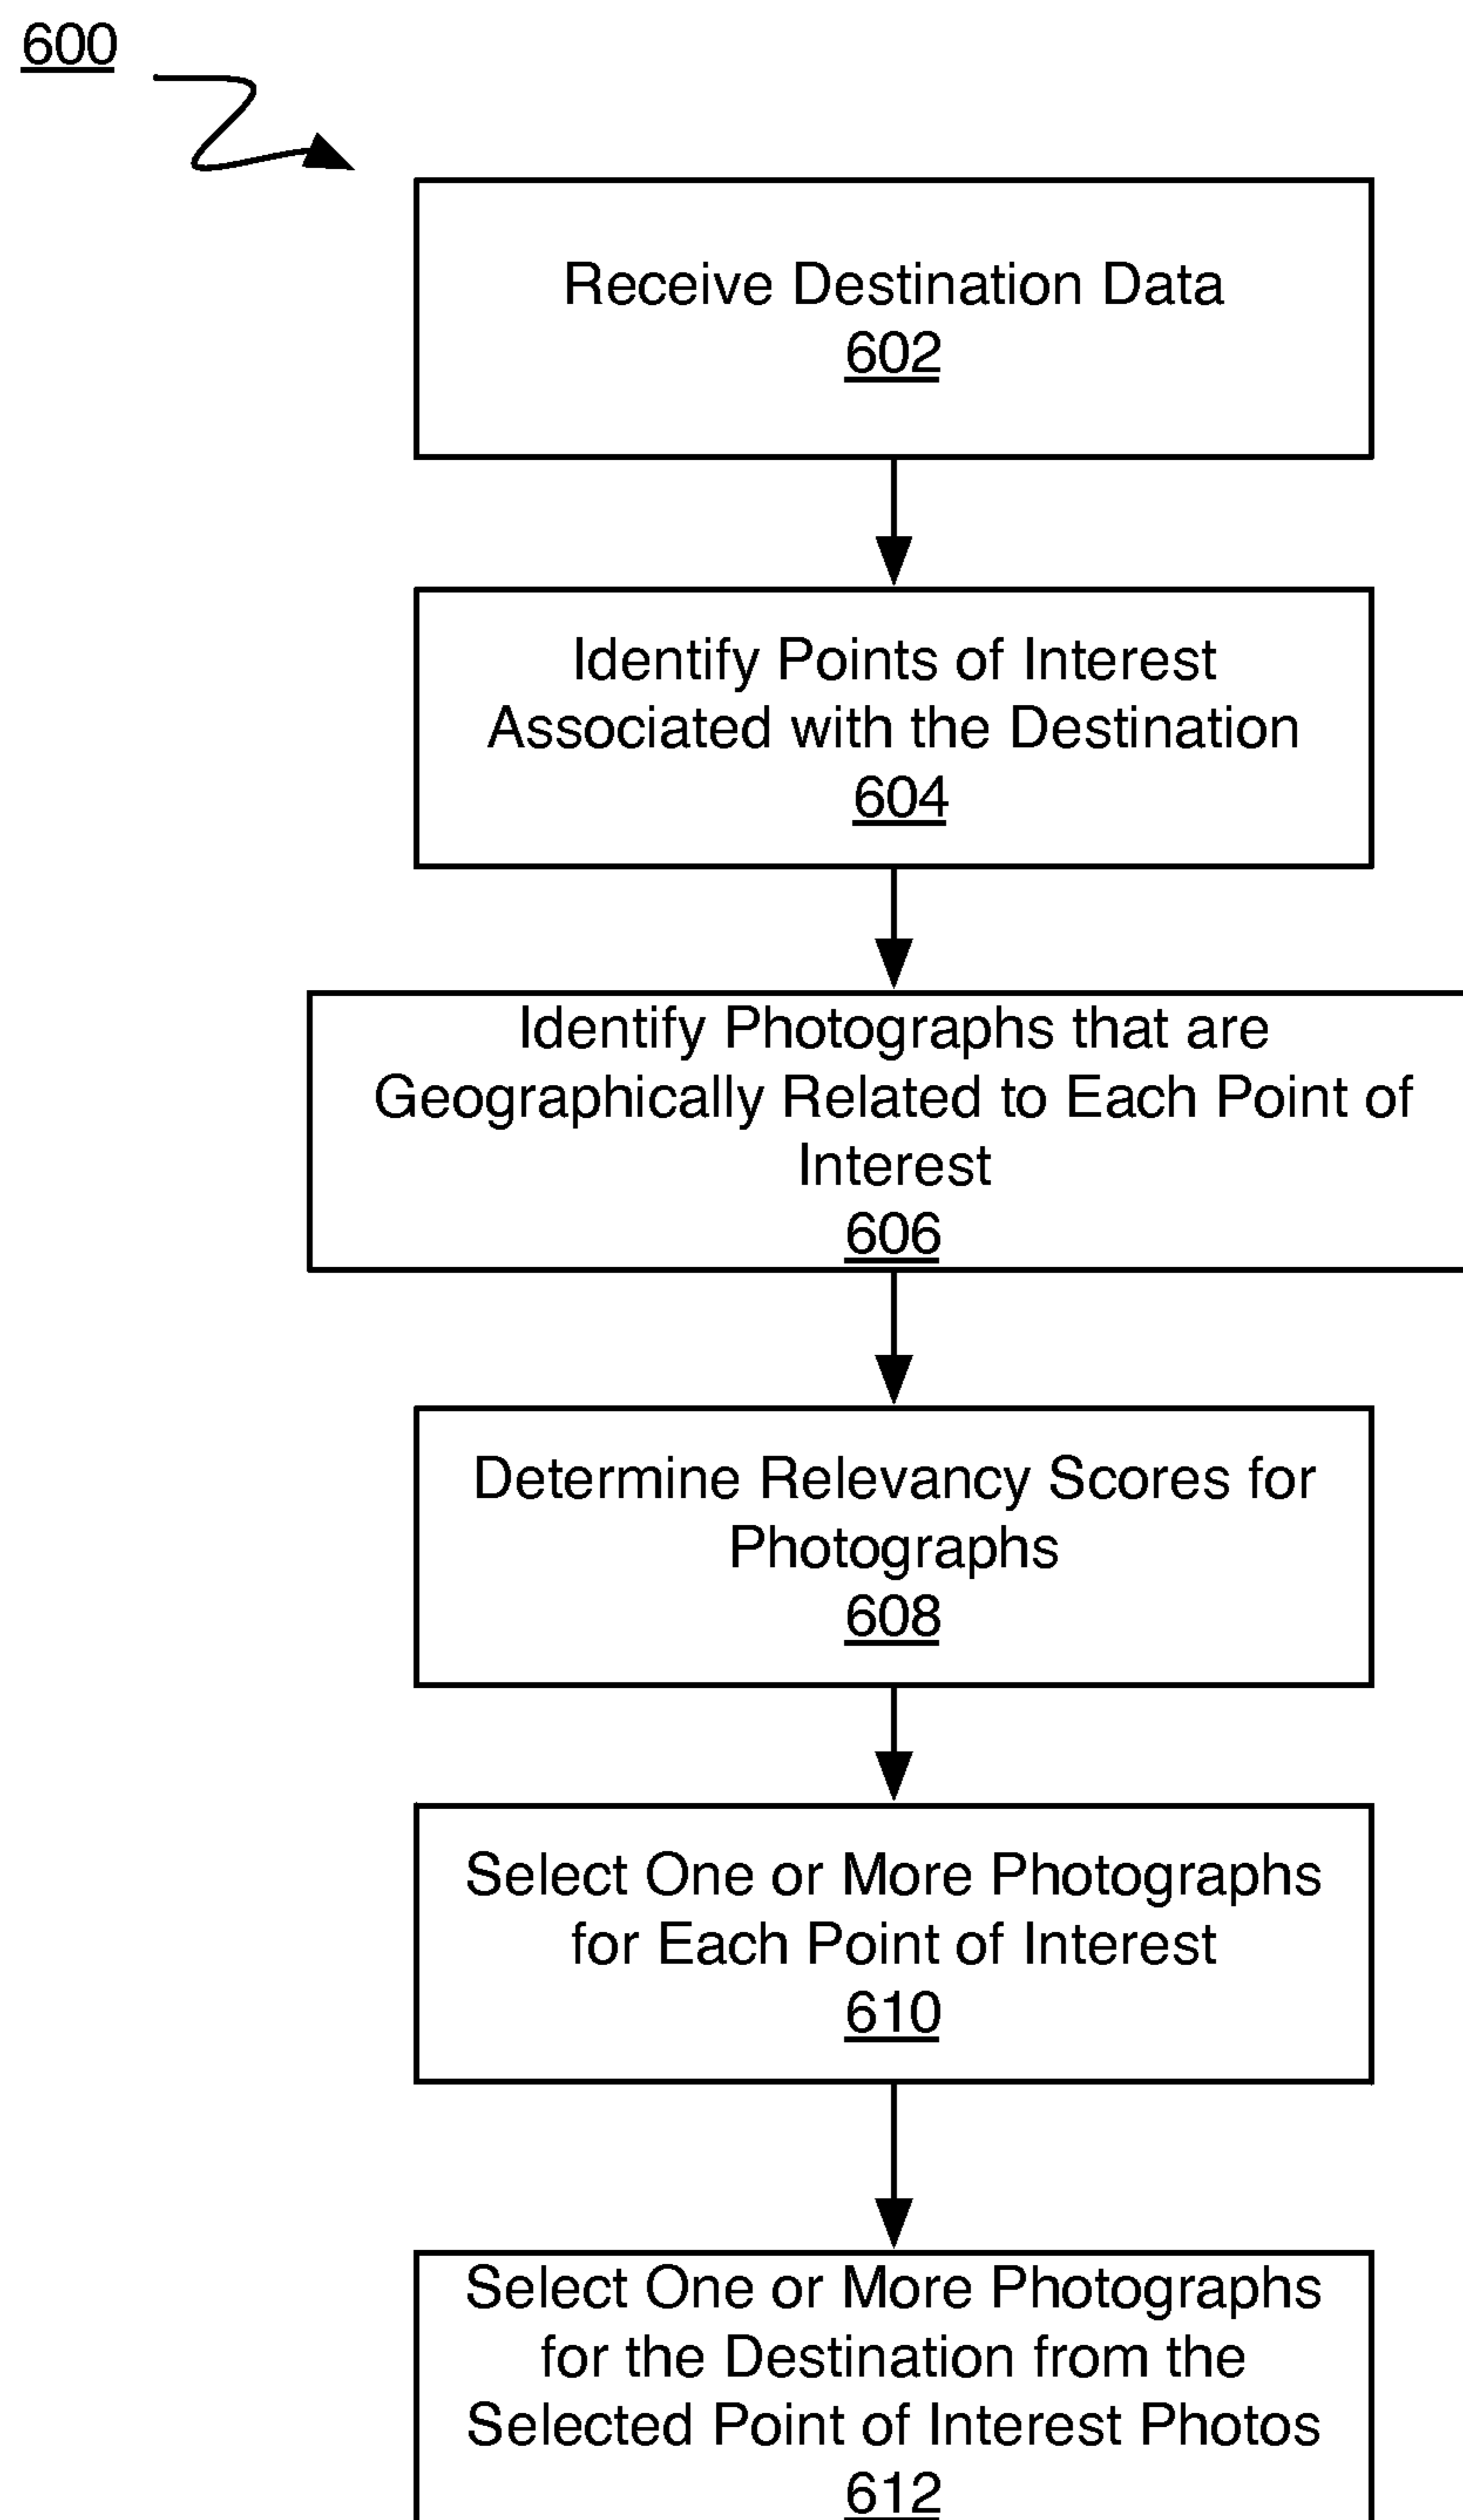 600
Receive Destination Data
602
Identify Points of Interest
Associated with the Destination
604
Identify Photographs that are
Geographically Related to Each Point of
Interest
606
Determine Relevancy Scores for
Photographs
608
Select One or More Photographs
for Each Point of Interest
610
Select One or More Photographs
for the Destination from the
Selected Point of Interest Photos
612